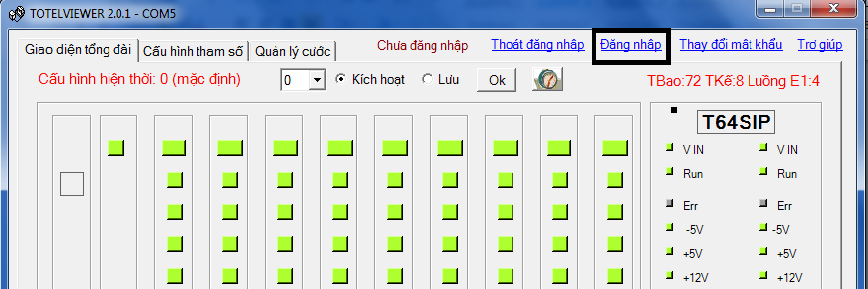 TOTELVIEWER 2.0.1 - COM5
Giao diện tổng đài Cấu hình tham số Quản lý cước Chưa đăng nhập Thoát đăng nhập Đăng nhập Thay đổi mật khẩu Trợ giúp
Cấu hình hiện thời: 0 (mặc định) 0 Kích hoạt Lưu Ok TBao:72 TKế:8 Luồng E1:4
T64SIP
V IN V IN
Run Run
Err Err
-5V -5V
+5V +5V
+12V +12V